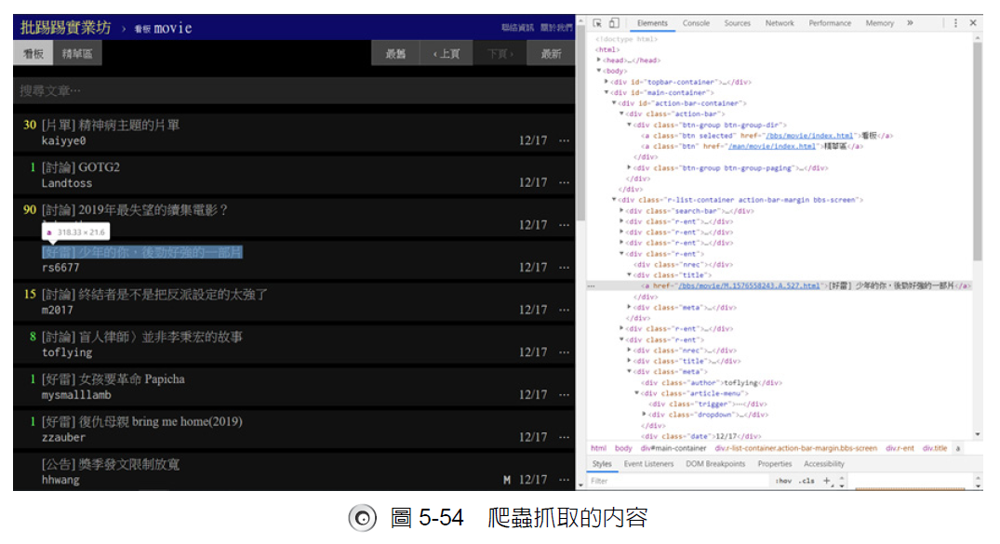 批踢踢實業坊 › 看板 movie
聯絡資訊 關於我們
看板 精華區 最舊 ‹ 上頁 下頁 › 最新
搜尋文章⋯
30 [片單] 精神病主題的片單
kaiyye0 12/17 ⋯
1 [討論] GOTG2
Landtoss 12/17 ⋯
90 [討論] 2019年最失望的續集電影？
12/17 ⋯
a 318.33 × 21.6
[好雷] 少年的你，後勁好強的一部片
rs6677 12/17 ⋯
15 [討論] 終結者是不是把反派設定的太強了
m2017 12/17 ⋯
8 [討論] 盲人律師〉並非李秉宏的故事
toflying 12/17 ⋯
1 [好雷] 女孩要革命 Papicha
mysmalllamb 12/17 ⋯
1 [好雷] 復仇母親 bring me home(2019)
zzauber 12/17 ⋯
[公告] 獎季發文限制放寬
hhwang M 12/17 ⋯
Elements Console Sources Network Performance Memory »
<!doctype html>
<html>
<head>…</head>
<body>
<div id="topbar-container">…</div>
<div id="main-container">
<div id="action-bar-container">
<div class="action-bar">
<div class="btn-group btn-group-dir">
<a class="btn selected" href="/bbs/movie/index.html">看板</a>
<a class="btn" href="/man/movie/index.html">精華區</a>
</div>
<div class="btn-group btn-group-paging">…</div>
</div>
</div>
<div class="r-list-container action-bar-margin bbs-screen">
<div class="search-bar">…</div>
<div class="r-ent">…</div>
<div class="r-ent">…</div>
<div class="r-ent">…</div>
<div class="r-ent">
<div class="nrec"></div>
<div class="title">
<a href="/bbs/movie/M.1576558243.A.527.html">[好雷] 少年的你，後勁好強的一部片</a>
</div>
<div class="meta">…</div>
</div>
<div class="r-ent">…</div>
<div class="r-ent">
<div class="nrec">…</div>
<div class="title">…</div>
<div class="meta">
<div class="author">toflying</div>
<div class="article-menu">
<div class="trigger">⋯</div>
<div class="dropdown">…</div>
</div>
<div class="date">12/17</div>
html body div#main-container div.r-list-container.action-bar-margin.bbs-screen div.r-ent div.title a
Styles Event Listeners DOM Breakpoints Properties Accessibility
Filter :hov .cls +
圖 5-54 爬蟲抓取的內容